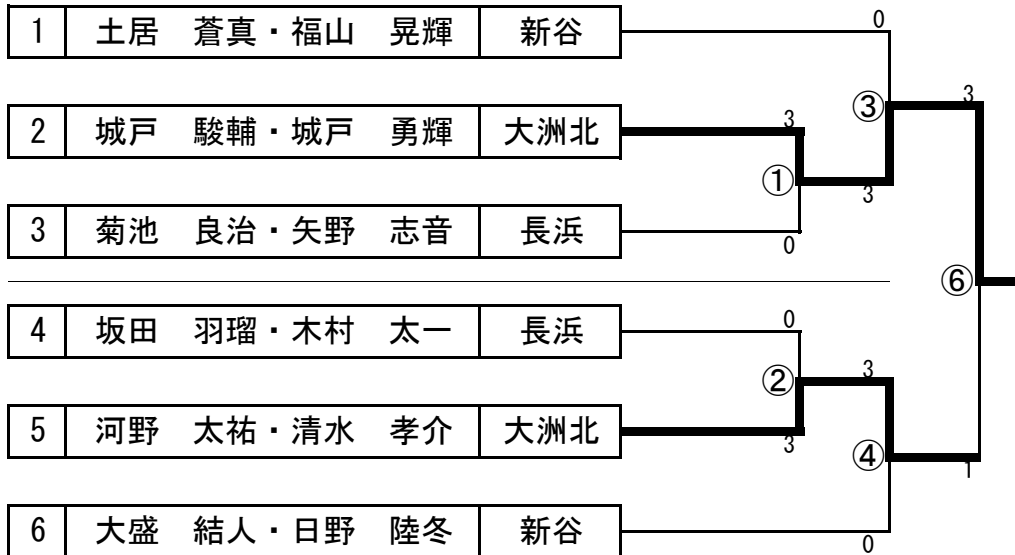 1 土居 蒼真・福山 晃輝 新谷 0
③ 3
2 城戸 駿輔・城戸 勇輝 大洲北 3
① 3
3 菊池 良治・矢野 志音 長浜 0
⑥
4 坂田 羽瑠・木村 太一 長浜 0
② 3
5 河野 太祐・清水 孝介 大洲北 3
④ 1
6 大盛 結人・日野 陸冬 新谷 0